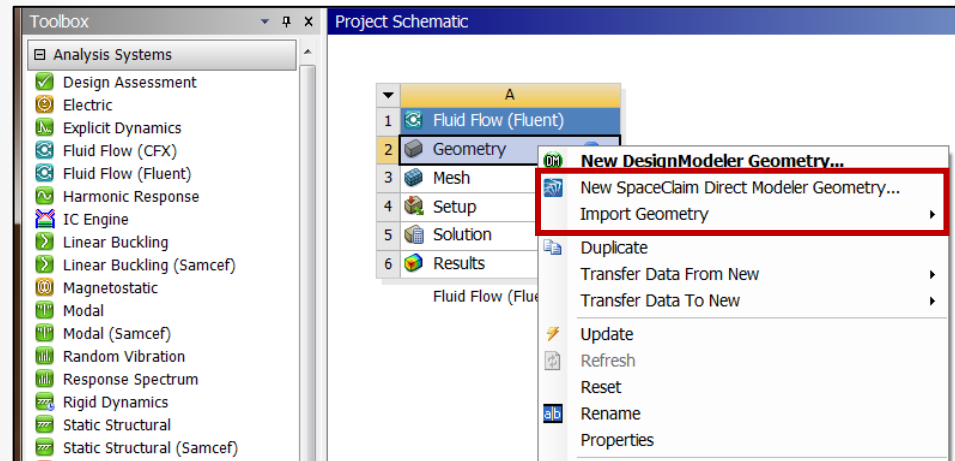 Toolbox
Analysis Systems
Design Assessment
Electric
Explicit Dynamics
Fluid Flow (CFX)
Fluid Flow (Fluent)
Harmonic Response
IC Engine
Linear Buckling
Linear Buckling (Samcef)
Magnetostatic
Modal
Modal (Samcef)
Random Vibration
Response Spectrum
Rigid Dynamics
Static Structural
Static Structural (Samcef)
Project Schematic
A
1 Fluid Flow (Fluent)
2 Geometry
3 Mesh
4 Setup
5 Solution
6 Results
Fluid Flow (Flue
New DesignModeler Geometry...
New SpaceClaim Direct Modeler Geometry...
Import Geometry
Duplicate
Transfer Data From New
Transfer Data To New
Update
Refresh
Reset
Rename
Properties